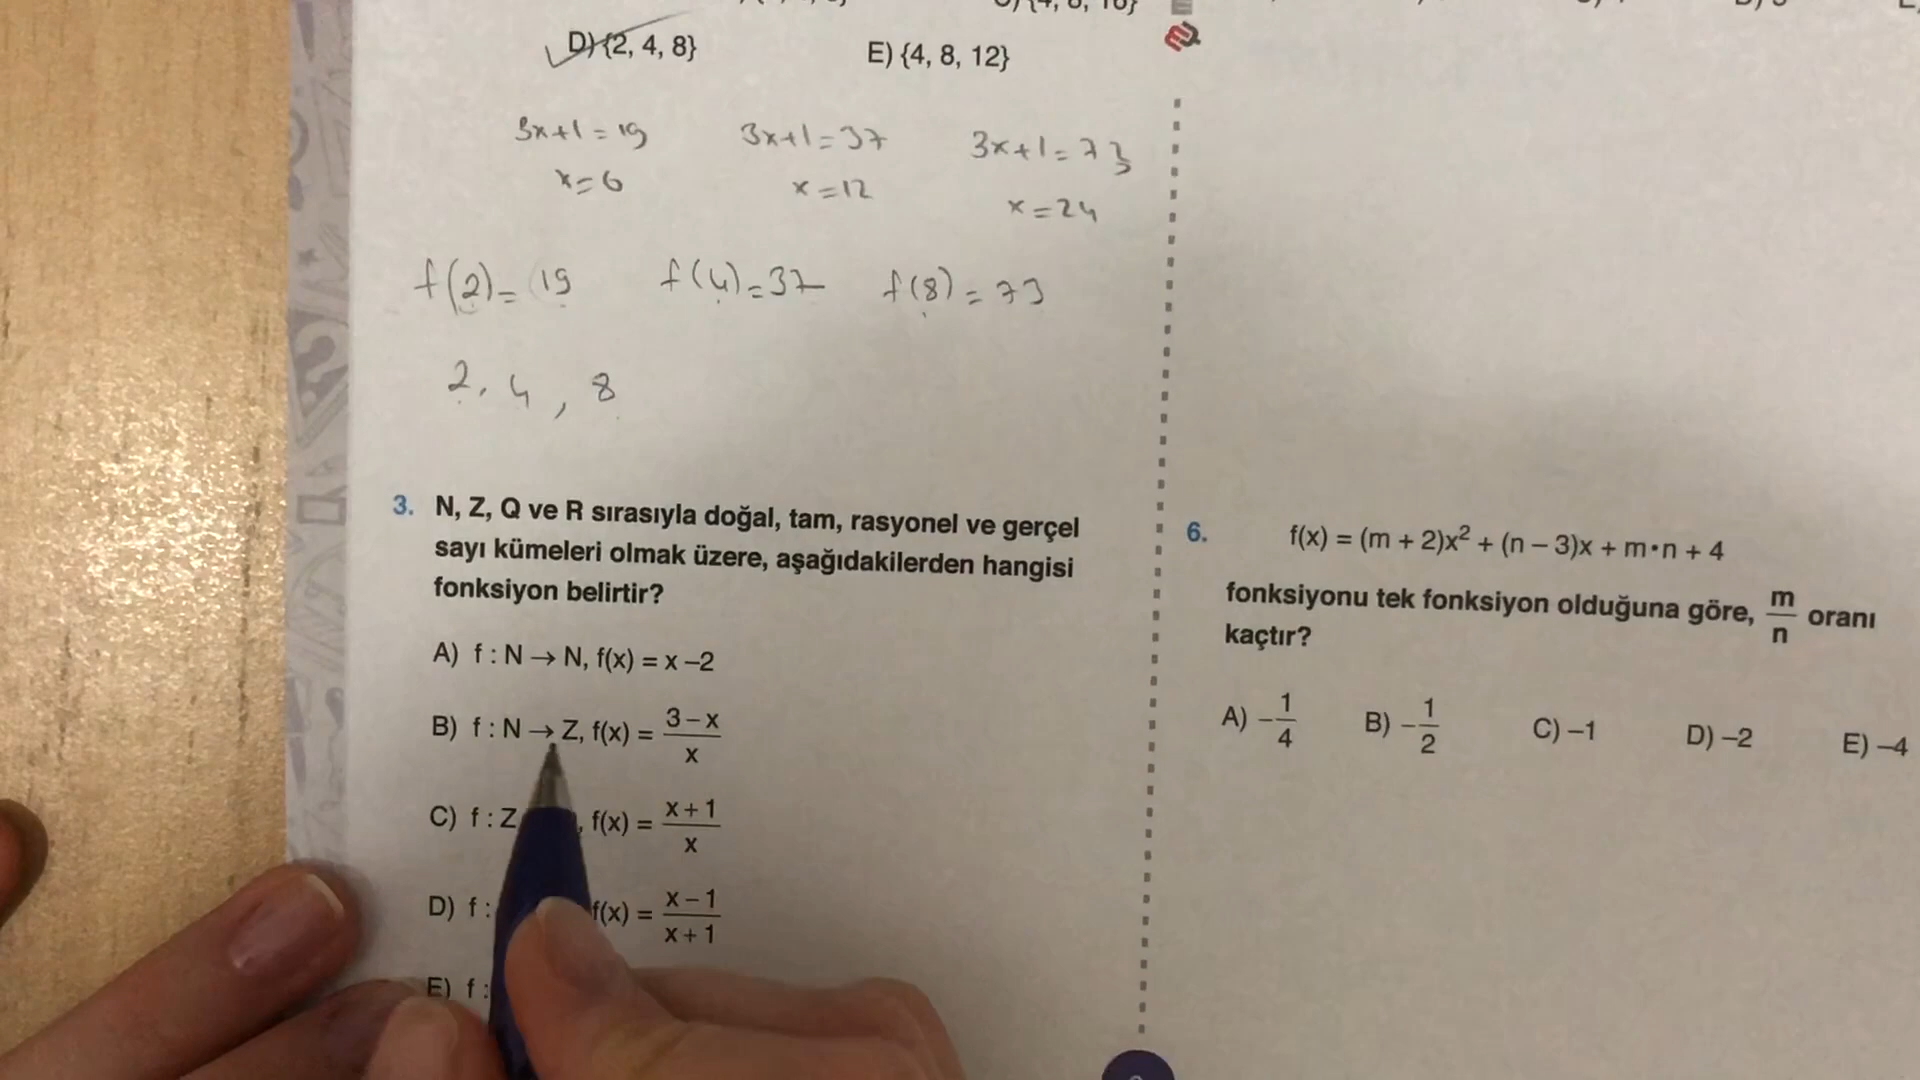 D) {2, 4, 8}
E) {4, 8, 12}
3x+1=19
x=6
3x+1=37
x=12
3x+1=73
x=24
f(2)=19 f(4)=37 f(8)=73
2, 4, 8
3. N, Z, Q ve R sırasıyla doğal, tam, rasyonel ve gerçel
sayı kümeleri olmak üzere, aşağıdakilerden hangisi
fonksiyon belirtir?
A) f : N → N, f(x) = x –2
B) f : N → Z, f(x) = 3 – x / x
C) f : Z , f(x) = x + 1 / x
D) f : f(x) = x – 1 / x + 1
E) f :
6. f(x) = (m + 2)x² + (n – 3)x + m·n + 4
fonksiyonu tek fonksiyon olduğuna göre, m/n oranı
kaçtır?
A) –1/4 B) –1/2 C) –1 D) –2 E) –4